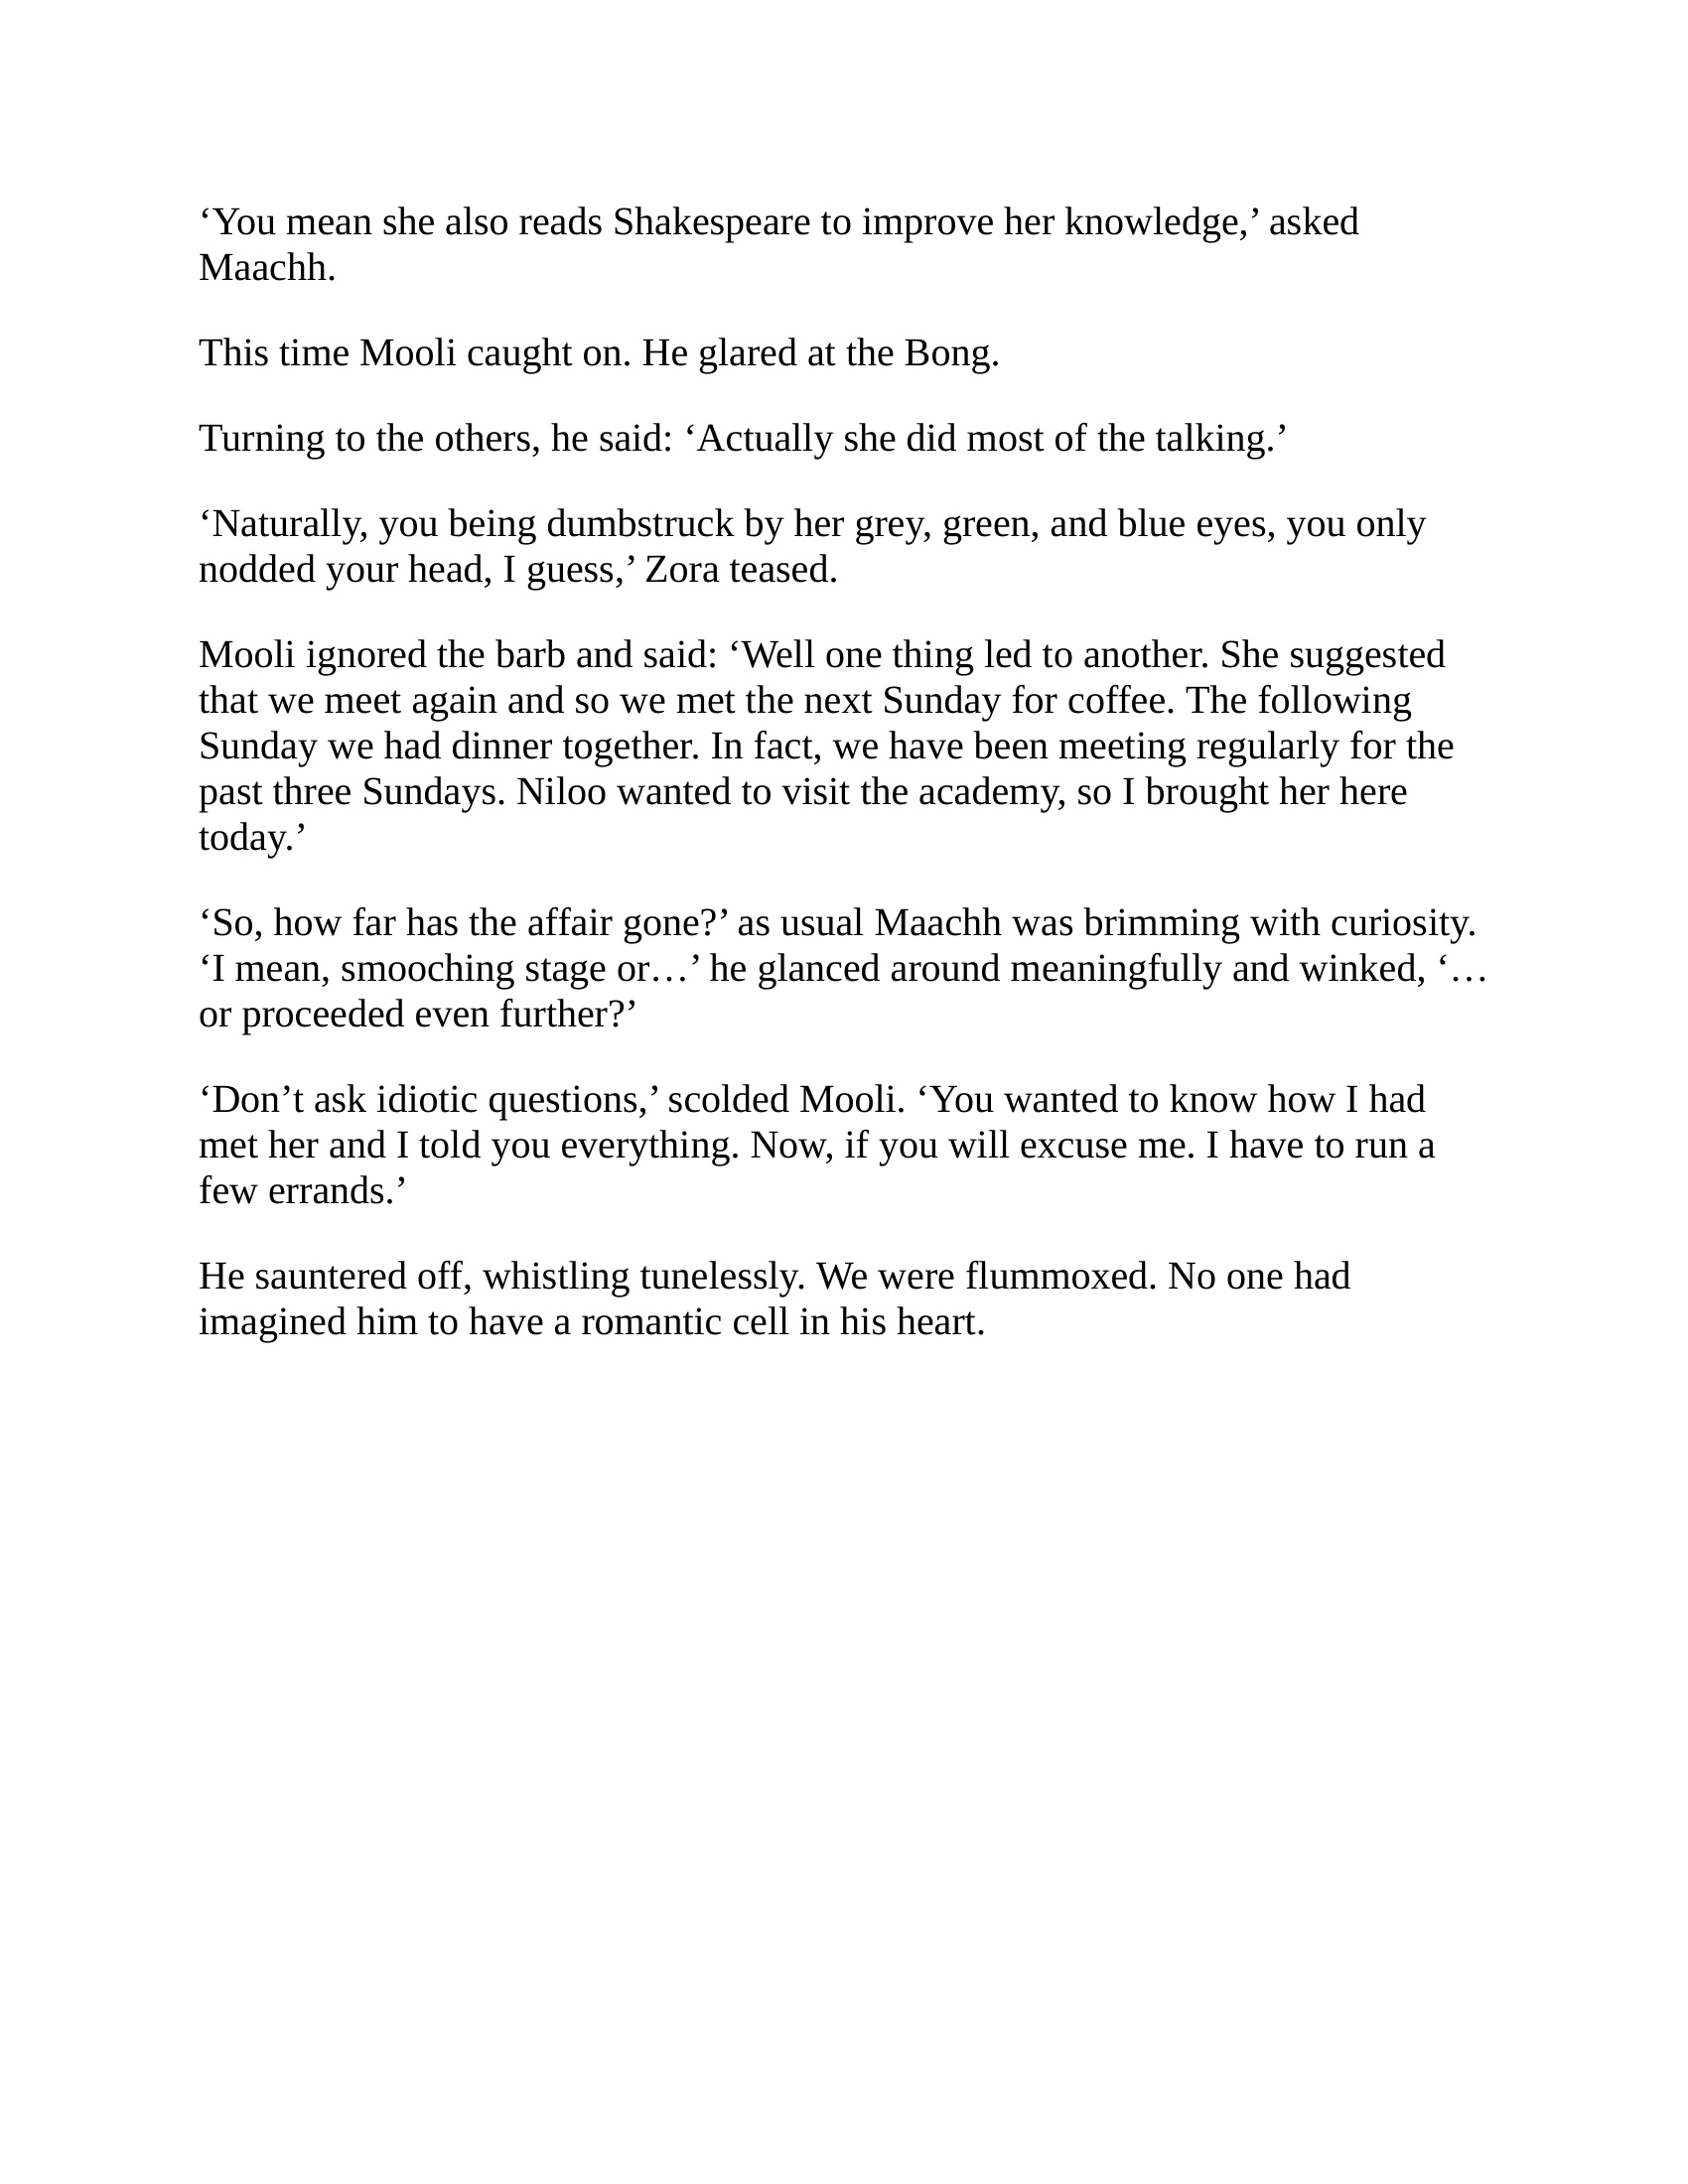 ‘You mean she also reads Shakespeare to improve her knowledge,’ asked
Maachh.
This time Mooli caught on. He glared at the Bong.
Turning to the others, he said: ‘Actually she did most of the talking.’
‘Naturally, you being dumbstruck by her grey, green, and blue eyes, you only
nodded your head, I guess,’ Zora teased.
Mooli ignored the barb and said: ‘Well one thing led to another. She suggested
that we meet again and so we met the next Sunday for coffee. The following
Sunday we had dinner together. In fact, we have been meeting regularly for the
past three Sundays. Niloo wanted to visit the academy, so I brought her here
today.’
‘So, how far has the affair gone?’ as usual Maachh was brimming with curiosity.
‘I mean, smooching stage or…’ he glanced around meaningfully and winked, ‘…
or proceeded even further?’
‘Don’t ask idiotic questions,’ scolded Mooli. ‘You wanted to know how I had
met her and I told you everything. Now, if you will excuse me. I have to run a
few errands.’
He sauntered off, whistling tunelessly. We were flummoxed. No one had
imagined him to have a romantic cell in his heart.